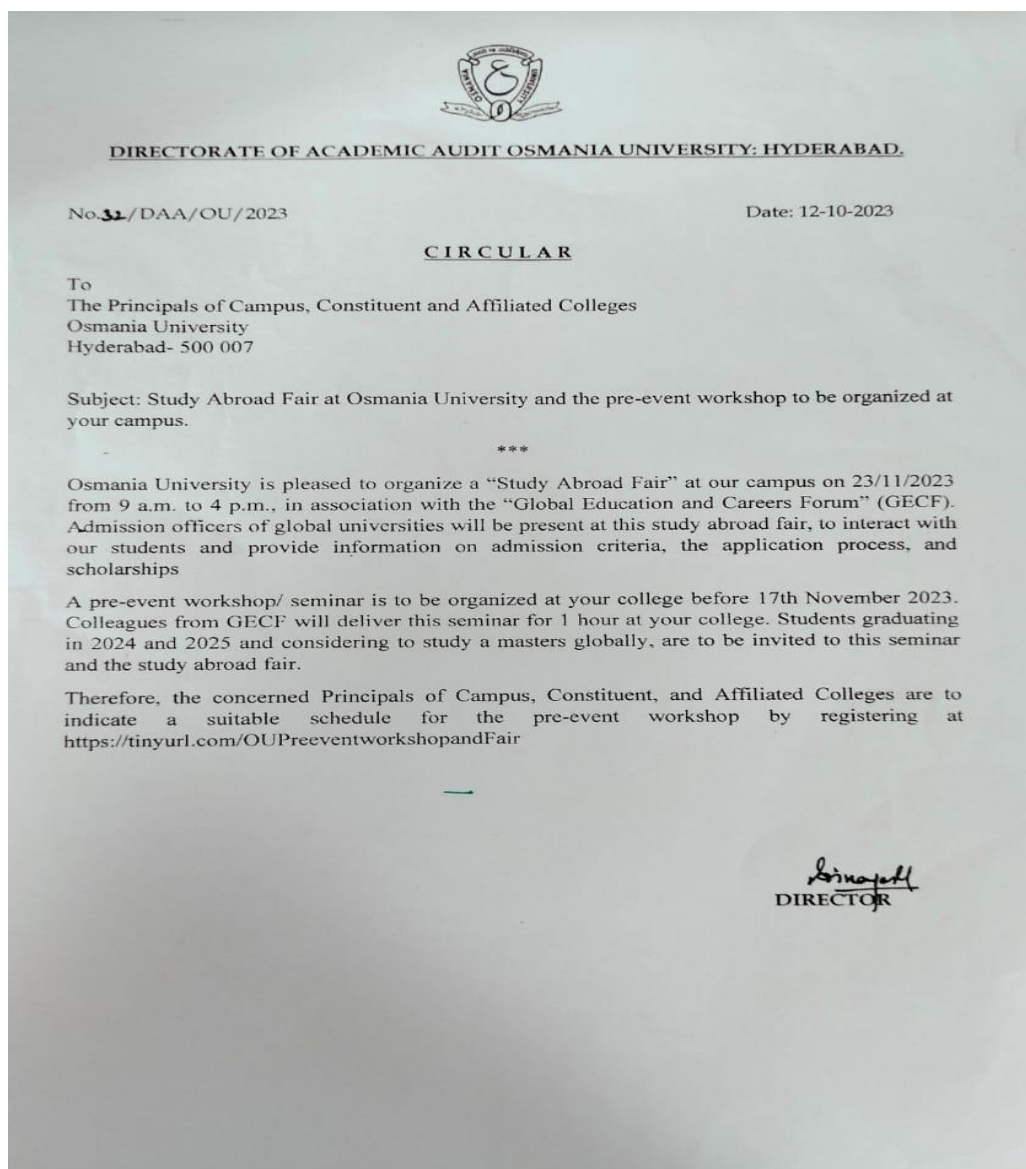 OSMANIA UNIVERSITY
DIRECTORATE OF ACADEMIC AUDIT OSMANIA UNIVERSITY: HYDERABAD.
No.32/DAA/OU/2023 Date: 12-10-2023
CIRCULAR
To
The Principals of Campus, Constituent and Affiliated Colleges
Osmania University
Hyderabad- 500 007
Subject: Study Abroad Fair at Osmania University and the pre-event workshop to be organized at
your campus.
***
Osmania University is pleased to organize a “Study Abroad Fair” at our campus on 23/11/2023
from 9 a.m. to 4 p.m., in association with the “Global Education and Careers Forum” (GECF).
Admission officers of global universities will be present at this study abroad fair, to interact with
our students and provide information on admission criteria, the application process, and
scholarships
A pre-event workshop/ seminar is to be organized at your college before 17th November 2023.
Colleagues from GECF will deliver this seminar for 1 hour at your college. Students graduating
in 2024 and 2025 and considering to study a masters globally, are to be invited to this seminar
and the study abroad fair.
Therefore, the concerned Principals of Campus, Constituent, and Affiliated Colleges are to
indicate a suitable schedule for the pre-event workshop by registering at
https://tinyurl.com/OUPreeventworkshopandFair
DIRECTOR